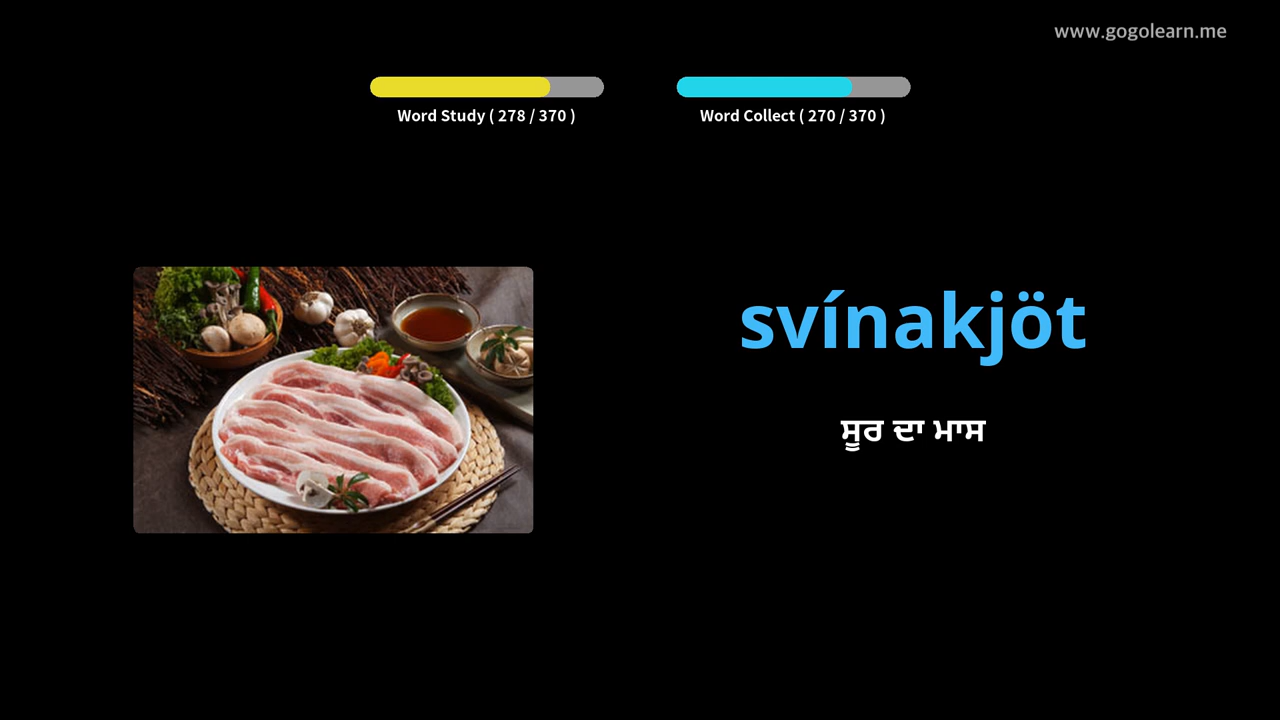 www.gogolearn.me
Word Study ( 278 / 370 )
Word Collect ( 270 / 370 )
svínakjöt
ਸੂਰ ਦਾ ਮਾਸ